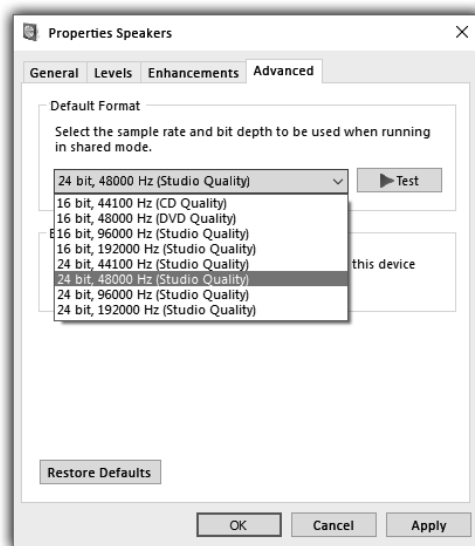 Properties Speakers
General Levels Enhancements Advanced
Default Format
Select the sample rate and bit depth to be used when running
in shared mode.
24 bit, 48000 Hz (Studio Quality)
Test
16 bit, 44100 Hz (CD Quality)
16 bit, 48000 Hz (DVD Quality)
16 bit, 96000 Hz (Studio Quality)
16 bit, 192000 Hz (Studio Quality)
24 bit, 44100 Hz (Studio Quality)
this device
24 bit, 48000 Hz (Studio Quality)
24 bit, 96000 Hz (Studio Quality)
24 bit, 192000 Hz (Studio Quality)
Restore Defaults
OK Cancel Apply